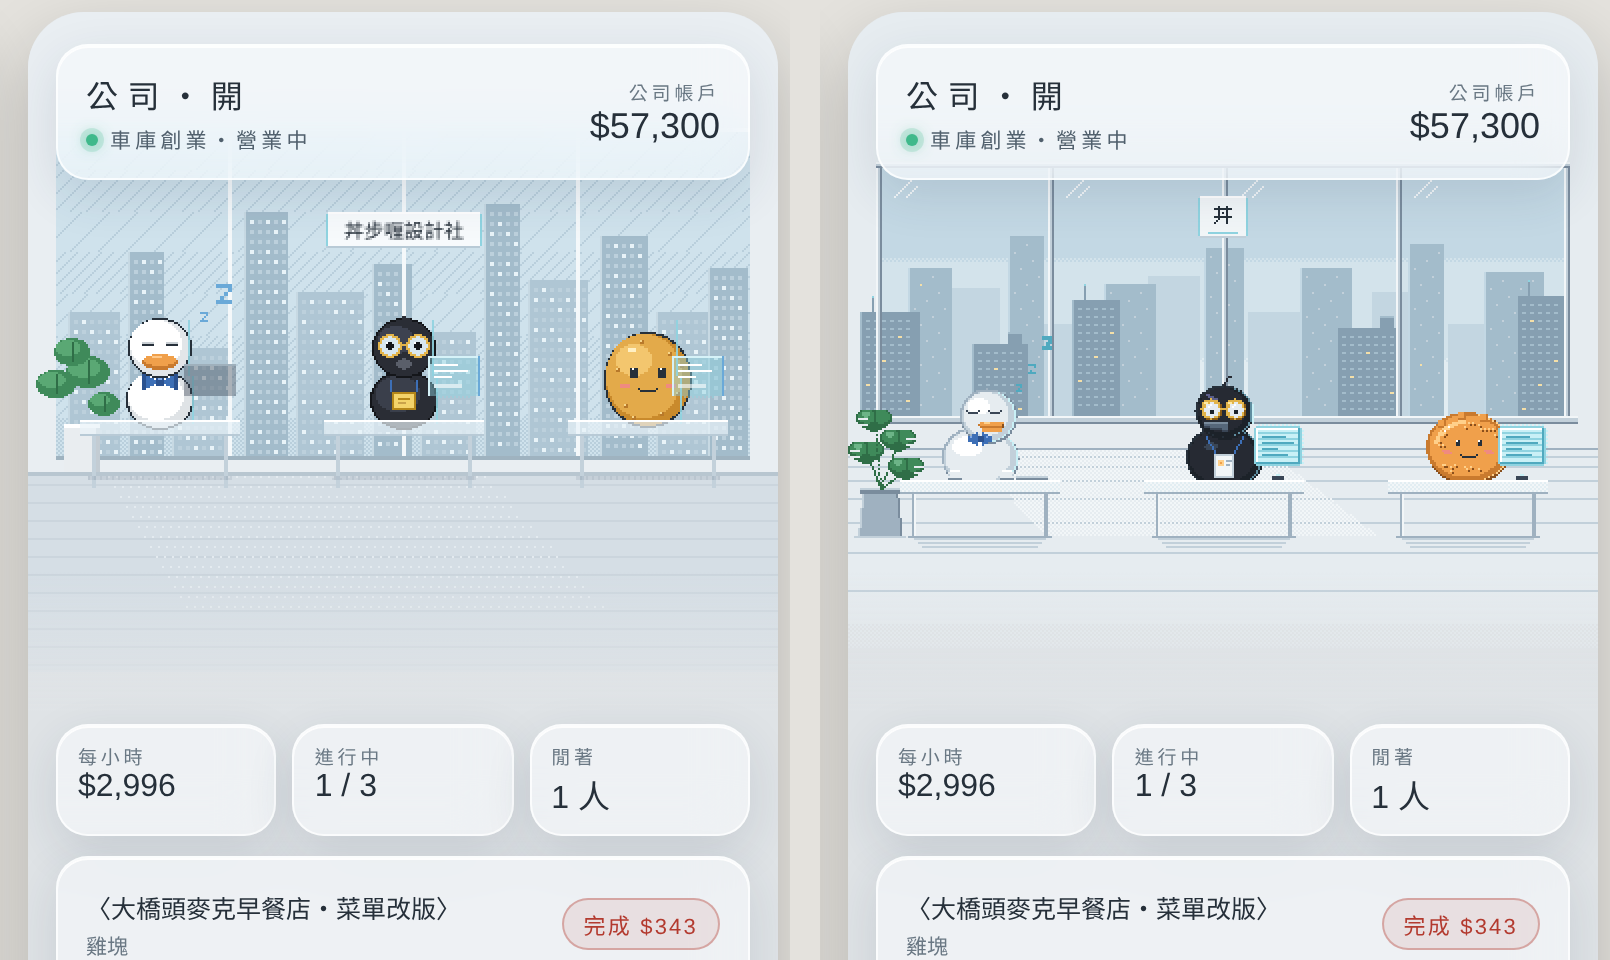 公司・開
車庫創業・營業中
公司帳戶
$57,300
丼步喱設計社
每小時
$2,996
進行中
1 / 3
閒著
1 人
〈大橋頭麥克早餐店・菜單改版〉
雞塊
完成 $343
公司・開
車庫創業・營業中
公司帳戶
$57,300
丼
每小時
$2,996
進行中
1 / 3
閒著
1 人
〈大橋頭麥克早餐店・菜單改版〉
雞塊
完成 $343